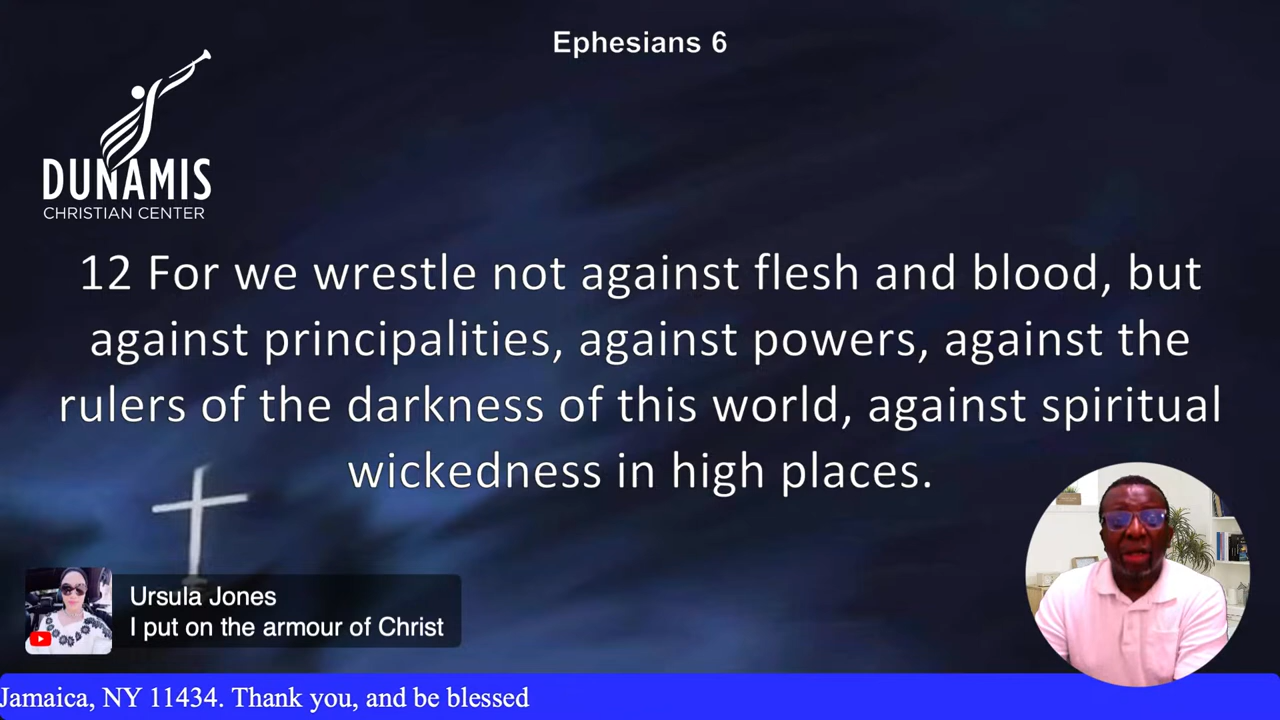 Ephesians 6
DUNAMIS
CHRISTIAN CENTER
12 For we wrestle not against flesh and blood, but
against principalities, against powers, against the
rulers of the darkness of this world, against spiritual
wickedness in high places.
Ursula Jones
I put on the armour of Christ
Jamaica, NY 11434. Thank you, and be blessed